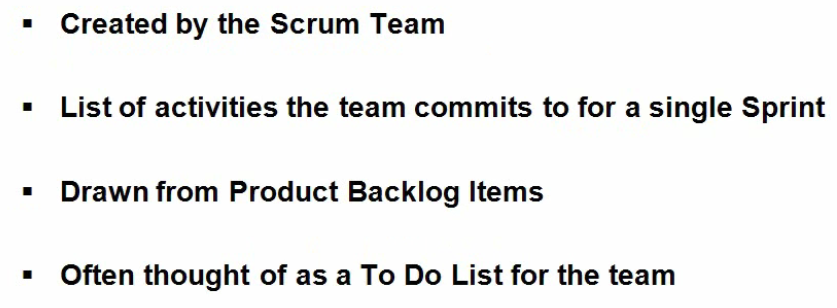 ▪ Created by the Scrum Team
▪ List of activities the team commits to for a single Sprint
▪ Drawn from Product Backlog Items
▪ Often thought of as a To Do List for the team